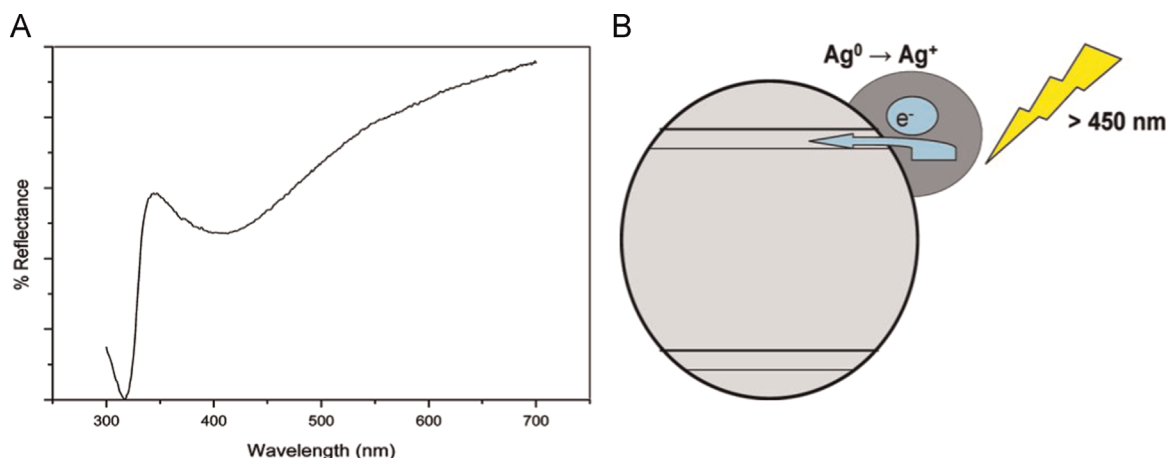 A
% Reflectance
300
400
500
600
700
Wavelength (nm)
B
Ag⁰ → Ag⁺
e⁻
> 450 nm